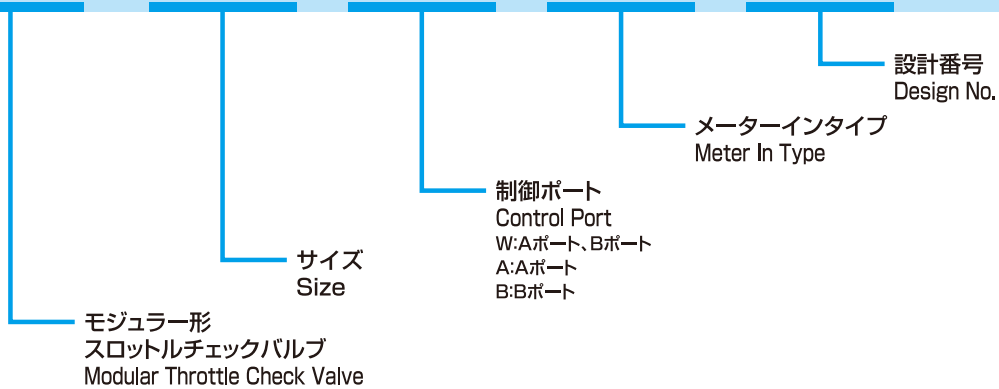 設計番号
Design No.
メーターインタイプ
Meter In Type
制御ポート
Control Port
W:Aポート、Bポート
A:Aポート
B:Bポート
サイズ
Size
モジュラー形
スロットルチェックバルブ
Modular Throttle Check Valve